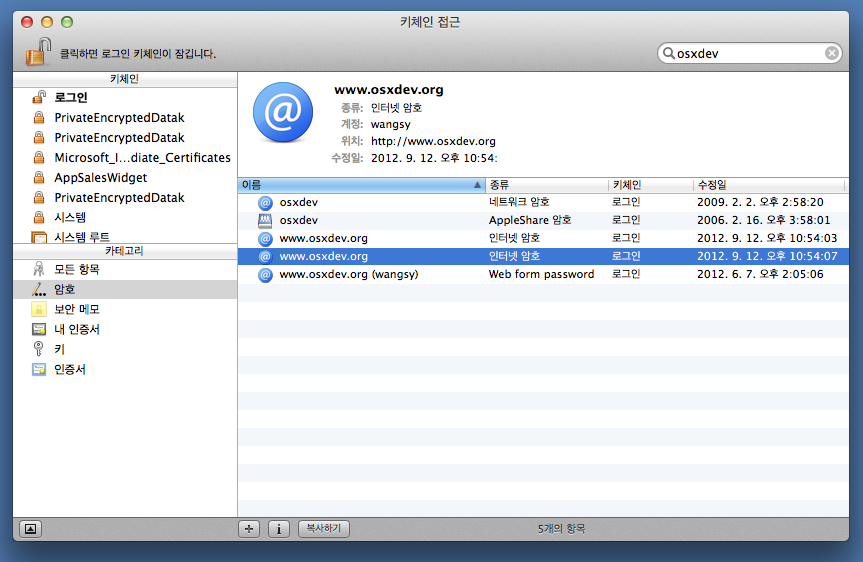 키체인 접근
클릭하면 로그인 키체인이 잠깁니다.
osxdev
키체인
로그인
PrivateEncryptedDatak
PrivateEncryptedDatak
Microsoft_I...diate_Certificates
AppSalesWidget
PrivateEncryptedDatak
시스템
시스템 루트
카테고리
모든 항목
암호
보안 메모
내 인증서
키
인증서
www.osxdev.org
종류: 인터넷 암호
계정: wangsy
위치: http://www.osxdev.org
수정일: 2012. 9. 12. 오후 10:54:
이름 종류 키체인 수정일
osxdev 네트워크 암호 로그인 2009. 2. 2. 오후 2:58:20
osxdev AppleShare 암호 로그인 2006. 2. 16. 오후 3:58:01
www.osxdev.org 인터넷 암호 로그인 2012. 9. 12. 오후 10:54:03
www.osxdev.org 인터넷 암호 로그인 2012. 9. 12. 오후 10:54:07
www.osxdev.org (wangsy) Web form password 로그인 2012. 6. 7. 오후 2:05:06
복사하기
5개의 항목